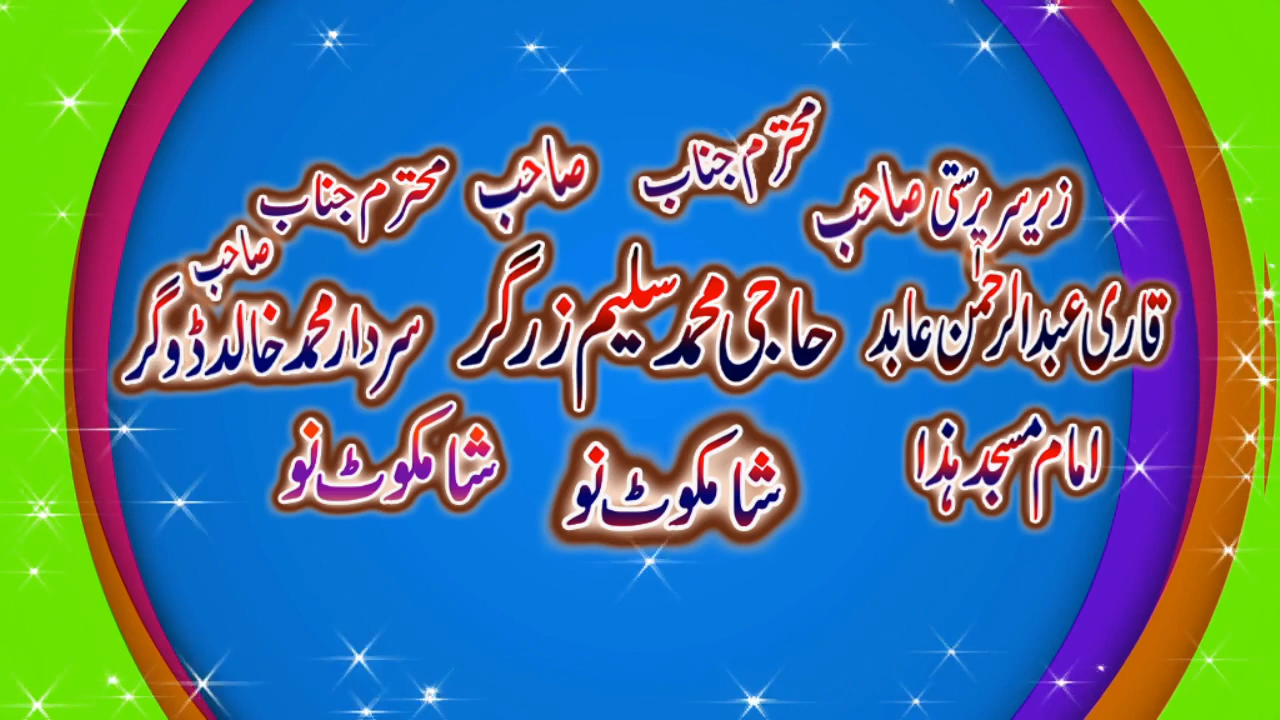 زیر سرپرستی صاحب
قاری عبدالرحمٰن عابد
امام مسجد ہذا
محترم جناب صاحب
حاجی محمد سلیم زرگر
شامکوٹ نو
محترم جناب
صاحب
سردار محمد خالد ڈوگر
شامکوٹ نو